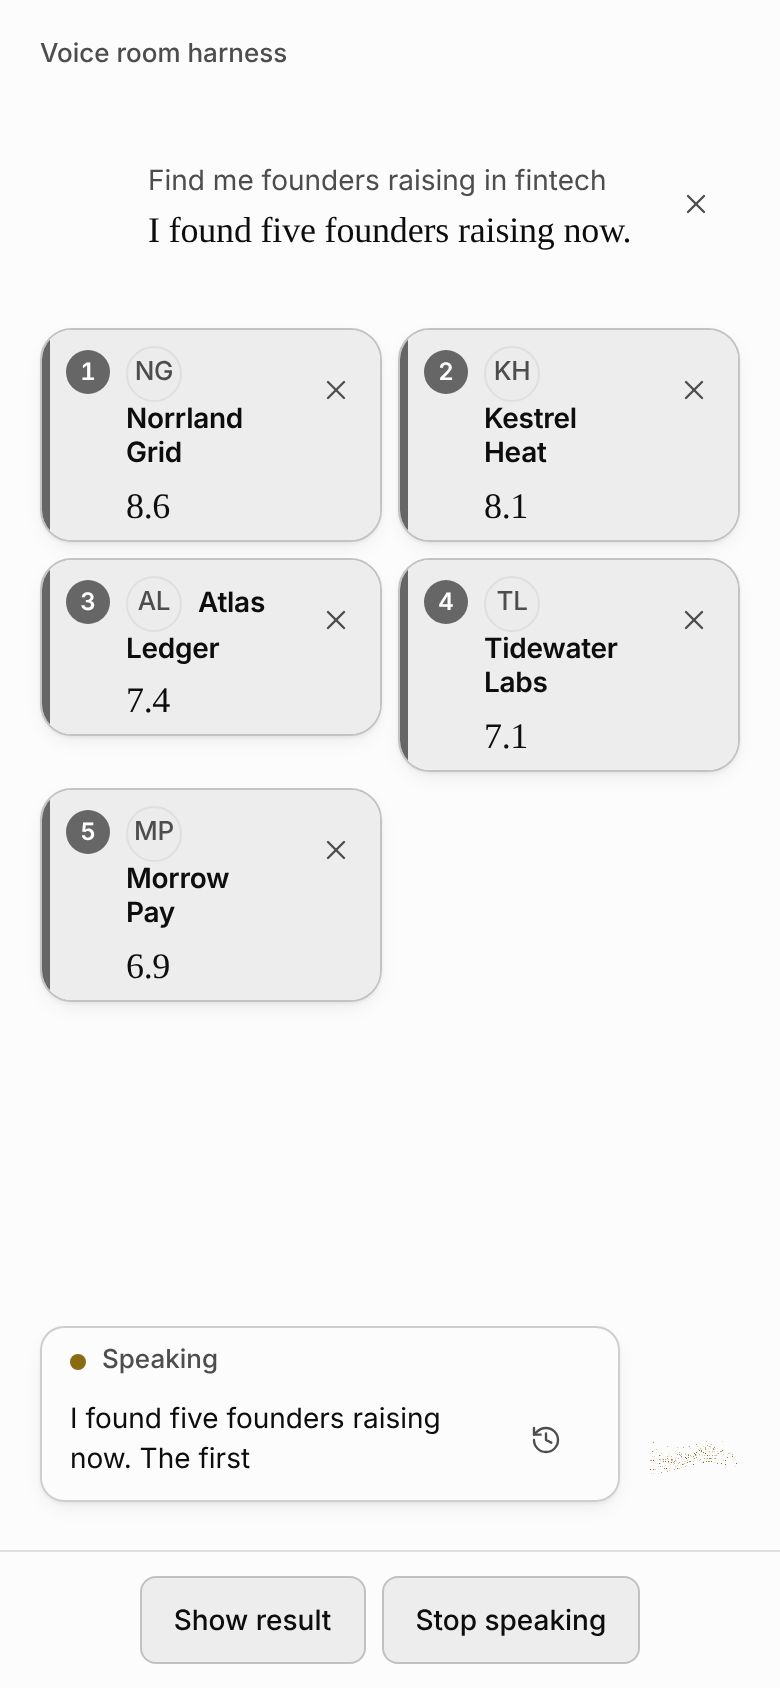 Voice room harness
Find me founders raising in fintech
I found five founders raising now.
1 NG
Norrland
Grid
8.6
2 KH
Kestrel
Heat
8.1
3 AL Atlas
Ledger
7.4
4 TL
Tidewater
Labs
7.1
5 MP
Morrow
Pay
6.9
Speaking
I found five founders raising
now. The first
Show result
Stop speaking